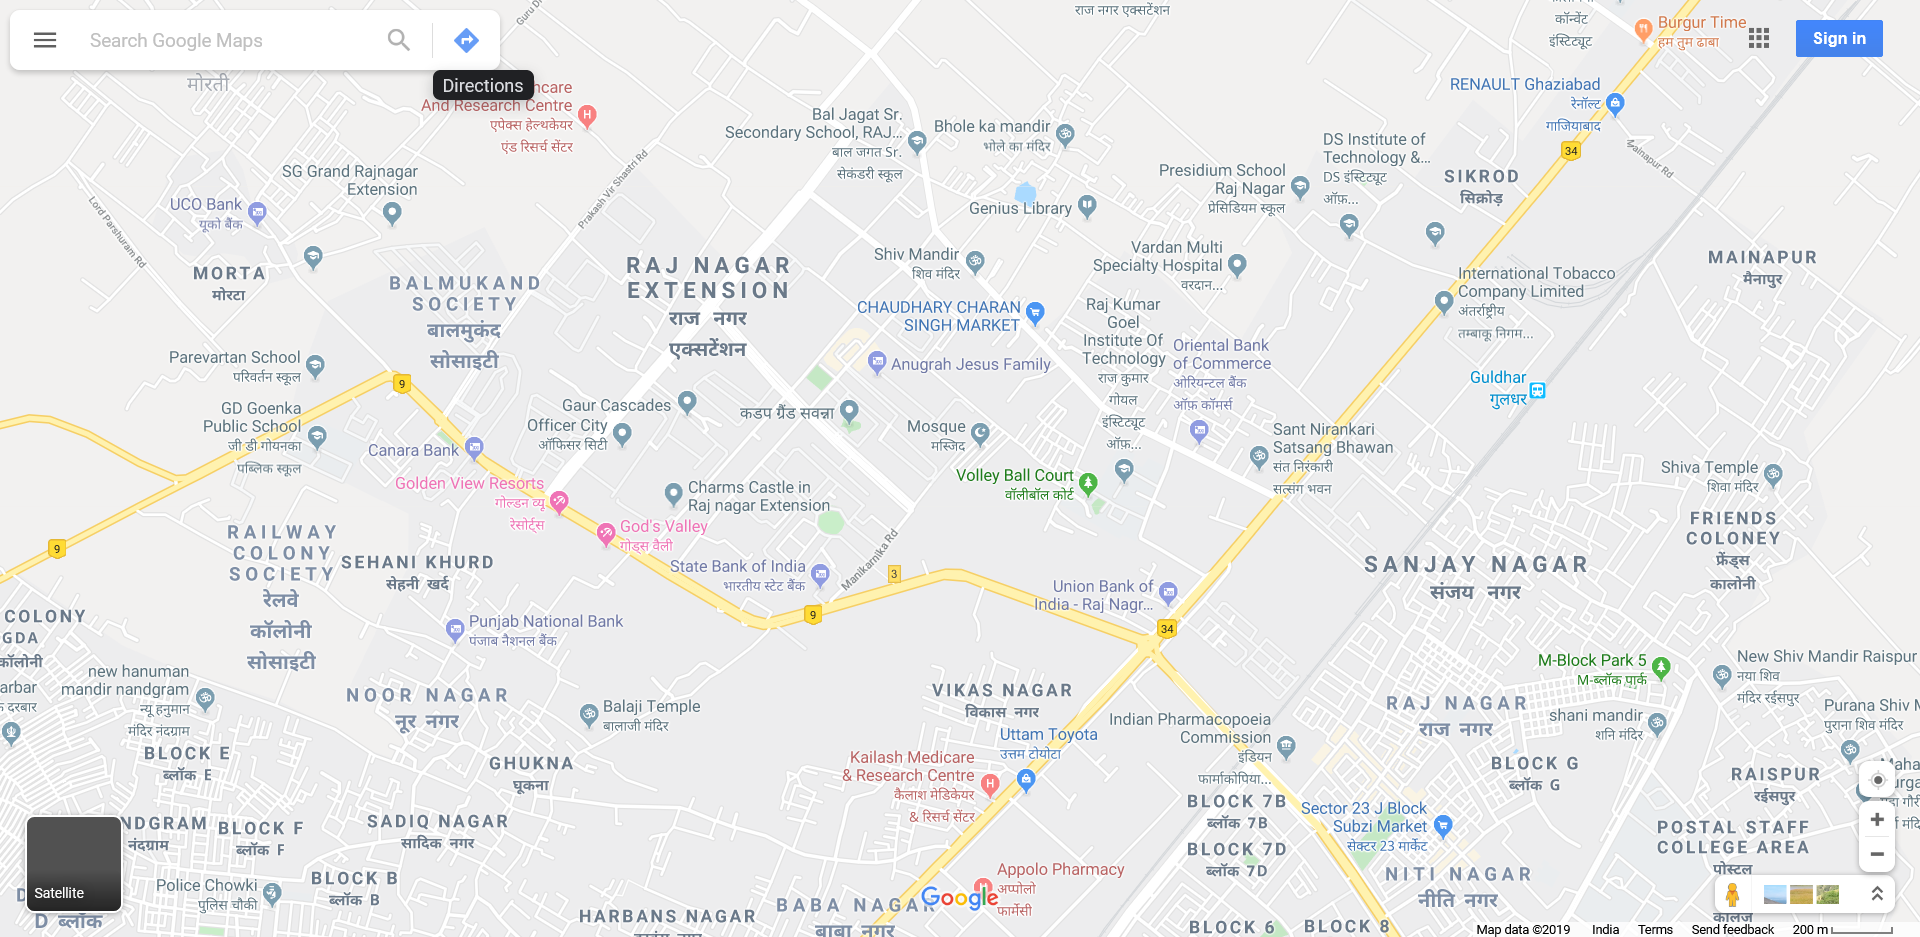 राज नगर एक्सटेंशन
Guru Dr
कॉन्वेंट
इंस्टिट्यूट
Burgur Time
हम तुम ढाबा
Search Google Maps
Sign in
Directions
मोरती
And Research Centre
एपेक्स हेल्थकेयर
एंड रिसर्च सेंटर
RENAULT Ghaziabad
रेनॉल्ट
गाजियाबाद
34
Mainapur Rd
Bal Jagat Sr.
Secondary School, RAJ...
बाल जगत Sr.
सेकंडरी स्कूल
Bhole ka mandir
भोले का मंदिर
DS Institute of
Technology &...
DS इंस्टिट्यूट
ऑफ़...
Presidium School
Raj Nagar
प्रेसिडियम स्कूल
SIKROD
सिक्रोड़
SG Grand Rajnagar
Extension
Prakash Vir Shastri Rd
Lord Parshuram Rd
UCO Bank
यूको बैंक
Genius Library
MORTA
मोरटा
BALMUKAND
SOCIETY
बालमुकंद
सोसाइटी
RAJ NAGAR
EXTENSION
राज नगर
एक्सटेंशन
Shiv Mandir
शिव मंदिर
Vardan Multi
Specialty Hospital
वरदान...
MAINAPUR
मैनापुर
International Tobacco
Company Limited
अंतर्राष्ट्रीय
तम्बाकू निगम...
CHAUDHARY CHARAN
SINGH MARKET
Raj Kumar
Goel
Institute Of
Technology
राज कुमार
गोयल
इंस्टिट्यूट
ऑफ़...
Oriental Bank
of Commerce
ओरियन्टल बैंक
ऑफ़ कॉमर्स
Parevartan School
परिवर्तन स्कूल
Anugrah Jesus Family
Guldhar
गुलधर
9
GD Goenka
Public School
जी डी गोयनका
पब्लिक स्कूल
Gaur Cascades
Officer City
ऑफिसर सिटी
कडप ग्रैंड सवन्ना
Mosque
मस्जिद
Sant Nirankari
Satsang Bhawan
संत निरंकारी
सत्संग भवन
Canara Bank
Golden View Resorts
गोल्डन व्यू
रेसोर्ट्स
Charms Castle in
Raj nagar Extension
Volley Ball Court
वॉलीबॉल कोर्ट
Shiva Temple
शिवा मंदिर
God's Valley
गोड्स वैली
FRIENDS
COLONEY
फ्रेंड्स
कालोनी
RAILWAY
COLONY
SOCIETY
रेलवे
कॉलोनी
सोसाइटी
9
SEHANI KHURD
सेहनी खर्द
State Bank of India
भारतीय स्टेट बैंक
Manikarnika Rd
3
SANJAY NAGAR
संजय नगर
Union Bank of
India - Raj Nagr...
9
34
COLONY
GDA
कॉलोनी
Punjab National Bank
पंजाब नैशनल बैंक
M-Block Park 5
M-ब्लॉक पार्क
New Shiv Mandir Raispur
नया शिव
मंदिर रईसपुर
new hanuman
mandir nandgram
न्यू हनुमान
मंदिर नंदग्राम
arbar
क दरबार
NOOR NAGAR
नूर नगर
VIKAS NAGAR
विकास नगर
RAJ NAGAR
राज नगर
Balaji Temple
बालाजी मंदिर
Purana Shiv M
पुराना शिव मंदिर
shani mandir
शनि मंदिर
Indian Pharmacopoeia
Commission
इंडियन
फार्माकोपिया...
Uttam Toyota
उत्तम टोयोटा
BLOCK E
ब्लॉक E
Kailash Medicare
& Research Centre
कैलाश मेडिकेयर
& रिसर्च सेंटर
GHUKNA
घूकना
BLOCK G
ब्लॉक G
RAISPUR
रईसपुर
BLOCK 7B
ब्लॉक 7B
Sector 23 J Block
Subzi Market
सेक्टर 23 मार्केट
NDGRAM
नंदग्राम
BLOCK F
ब्लॉक F
SADIQ NAGAR
सादिक नगर
POSTAL STAFF
COLLEGE AREA
पोस्टल
कालेज
BLOCK 7D
ब्लॉक 7D
Appolo Pharmacy
अप्पोलो
फार्मेसी
NITI NAGAR
नीति नगर
Satellite
Police Chowki
पुलिस चौकी
BLOCK B
ब्लॉक B
D ब्लॉक
HARBANS NAGAR
BABA NAGAR
बाबा नगर
Google
BLOCK 6
BLOCK 8
Map data ©2019 India Terms Send feedback 200 m